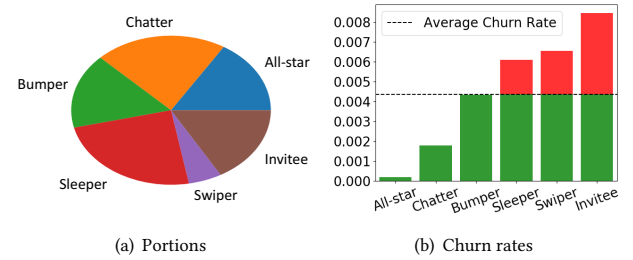 Chatter
All-star
Bumper
Sleeper
Swiper
Invitee
(a) Portions
Average Churn Rate
0.008
0.007
0.006
0.005
0.004
0.003
0.002
0.001
0.000
All-star
Chatter
Bumper
Sleeper
Swiper
Invitee
(b) Churn rates